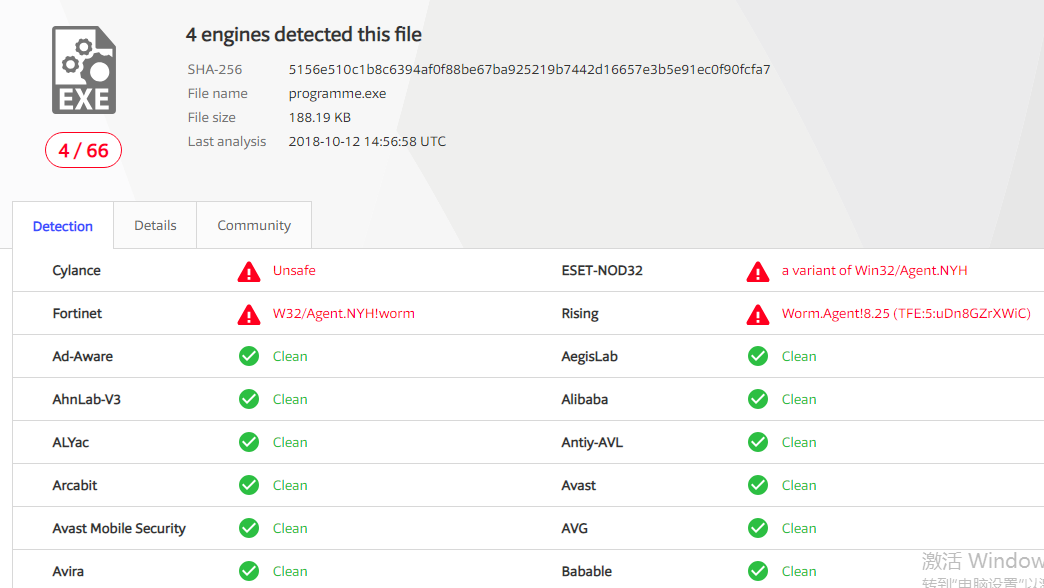 4 engines detected this file
SHA-256 5156e510c1b8c6394af0f88be67ba925219b7442d16657e3b5e91ec0f90fcfa7
File name programme.exe
File size 188.19 KB
Last analysis 2018-10-12 14:56:58 UTC
EXE
4 / 66
Detection Details Community
Cylance Unsafe ESET-NOD32 a variant of Win32/Agent.NYH
Fortinet W32/Agent.NYH!worm Rising Worm.Agent!8.25 (TFE:5:uDn8GZrXWiC)
Ad-Aware Clean AegisLab Clean
AhnLab-V3 Clean Alibaba Clean
ALYac Clean Antiy-AVL Clean
Arcabit Clean Avast Clean
Avast Mobile Security Clean AVG Clean
Avira Clean Babable Clean
激活 Window
转到"电脑设置"以